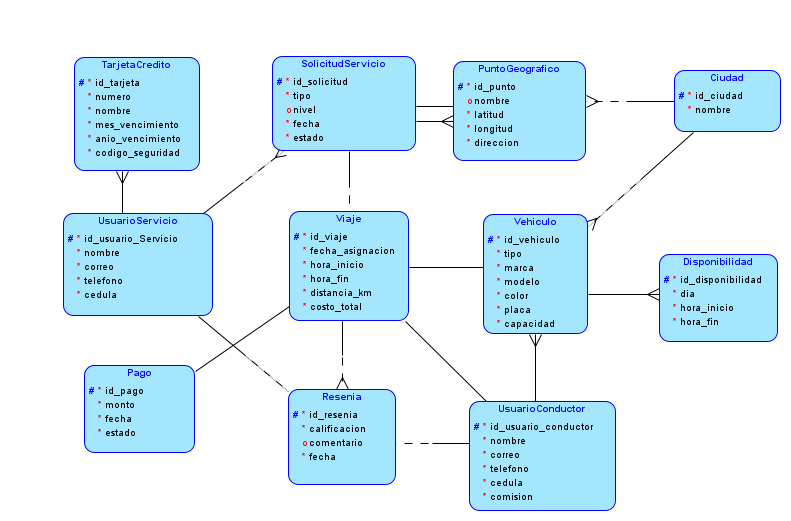 TarjetaCredito
# * id_tarjeta
* numero
* nombre
* mes_vencimiento
* anio_vencimiento
* codigo_seguridad
SolicitudServicio
# * id_solicitud
* tipo
o nivel
* fecha
* estado
PuntoGeografico
# * id_punto
o nombre
* latitud
* longitud
* direccion
Ciudad
# * id_ciudad
* nombre
UsuarioServicio
# * id_usuario_Servicio
* nombre
* correo
* telefono
* cedula
Viaje
# * id_viaje
* fecha_asignacion
* hora_inicio
* hora_fin
* distancia_km
* costo_total
Vehiculo
# * id_vehiculo
* tipo
* marca
* modelo
* color
* placa
* capacidad
Disponibilidad
# * id_disponibilidad
* dia
* hora_inicio
* hora_fin
Pago
# * id_pago
* monto
* fecha
* estado
Resenia
# * id_resenia
* calificacion
o comentario
* fecha
UsuarioConductor
# * id_usuario_conductor
* nombre
* correo
* telefono
* cedula
* comision